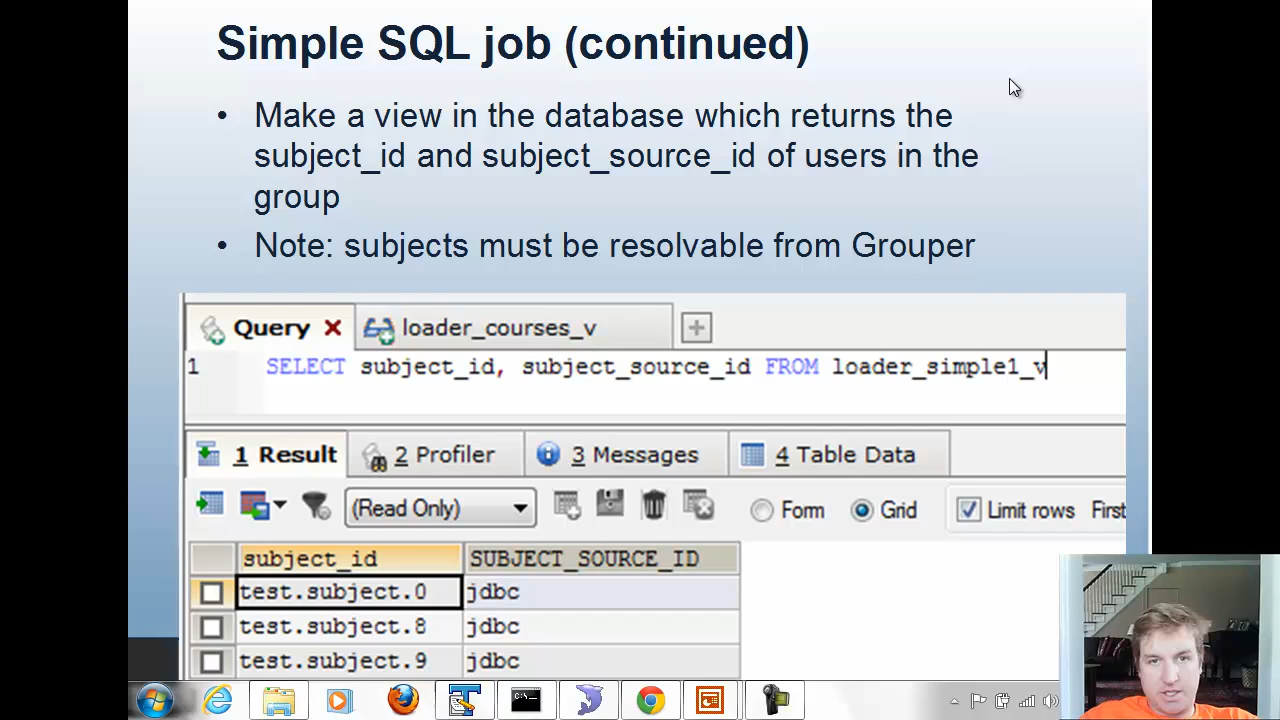 Simple SQL job (continued)
• Make a view in the database which returns the
subject_id and subject_source_id of users in the
group
• Note: subjects must be resolvable from Grouper
Query loader_courses_v
1 SELECT subject_id, subject_source_id FROM loader_simple1_v
1 Result 2 Profiler 3 Messages 4 Table Data
(Read Only) Form Grid Limit rows First
subject_id SUBJECT_SOURCE_ID
test.subject.0 jdbc
test.subject.8 jdbc
test.subject.9 jdbc